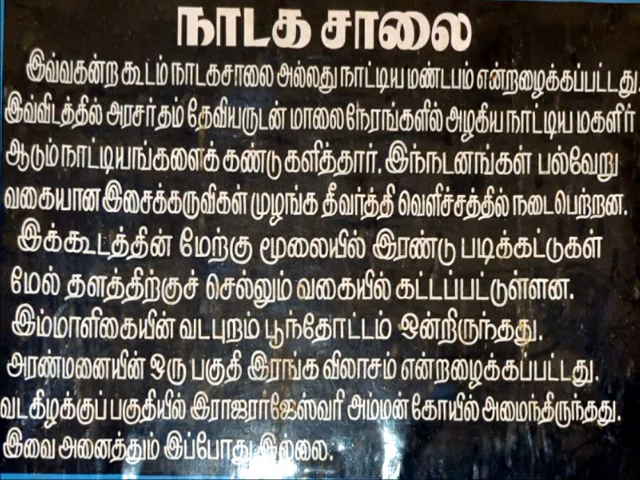 நாடக சாலை
இவ்வகன்ற கூடம் நாடகசாலை அல்லது நாட்டிய மண்டபம் என்றழைக்கப்பட்டது.
இவ்விடத்தில் அரசர்தம் தேவியருடன் மாலைநேரங்களில் அழகிய நாட்டிய மகளிர்
ஆடும் நாட்டியங்களைக் கண்டு களித்தார். இந்நடனங்கள் பல்வேறு
வகையான இசைக்கருவிகள் முழங்க தீவர்த்தி வெளிச்சத்தில் நடைபெற்றன.
இக்கூடத்தின் மேற்கு மூலையில் இரண்டு படிக்கட்டுகள்
மேல் தளத்திற்குச் செல்லும் வகையில் கட்டப்பட்டுள்ளன.
இம்மாளிகையின் வடபுறம் பூந்தோட்டம் ஒன்றிருந்தது.
அரண்மனையின் ஒரு பகுதி இரங்க விலாசம் என்றழைக்கப்பட்டது.
வடகிழக்குப் பகுதியில் இராஜராஜேஸ்வரி அம்மன் கோயில் அமைந்திருந்தது.
இவை அனைத்தும் இப்போது இல்லை.